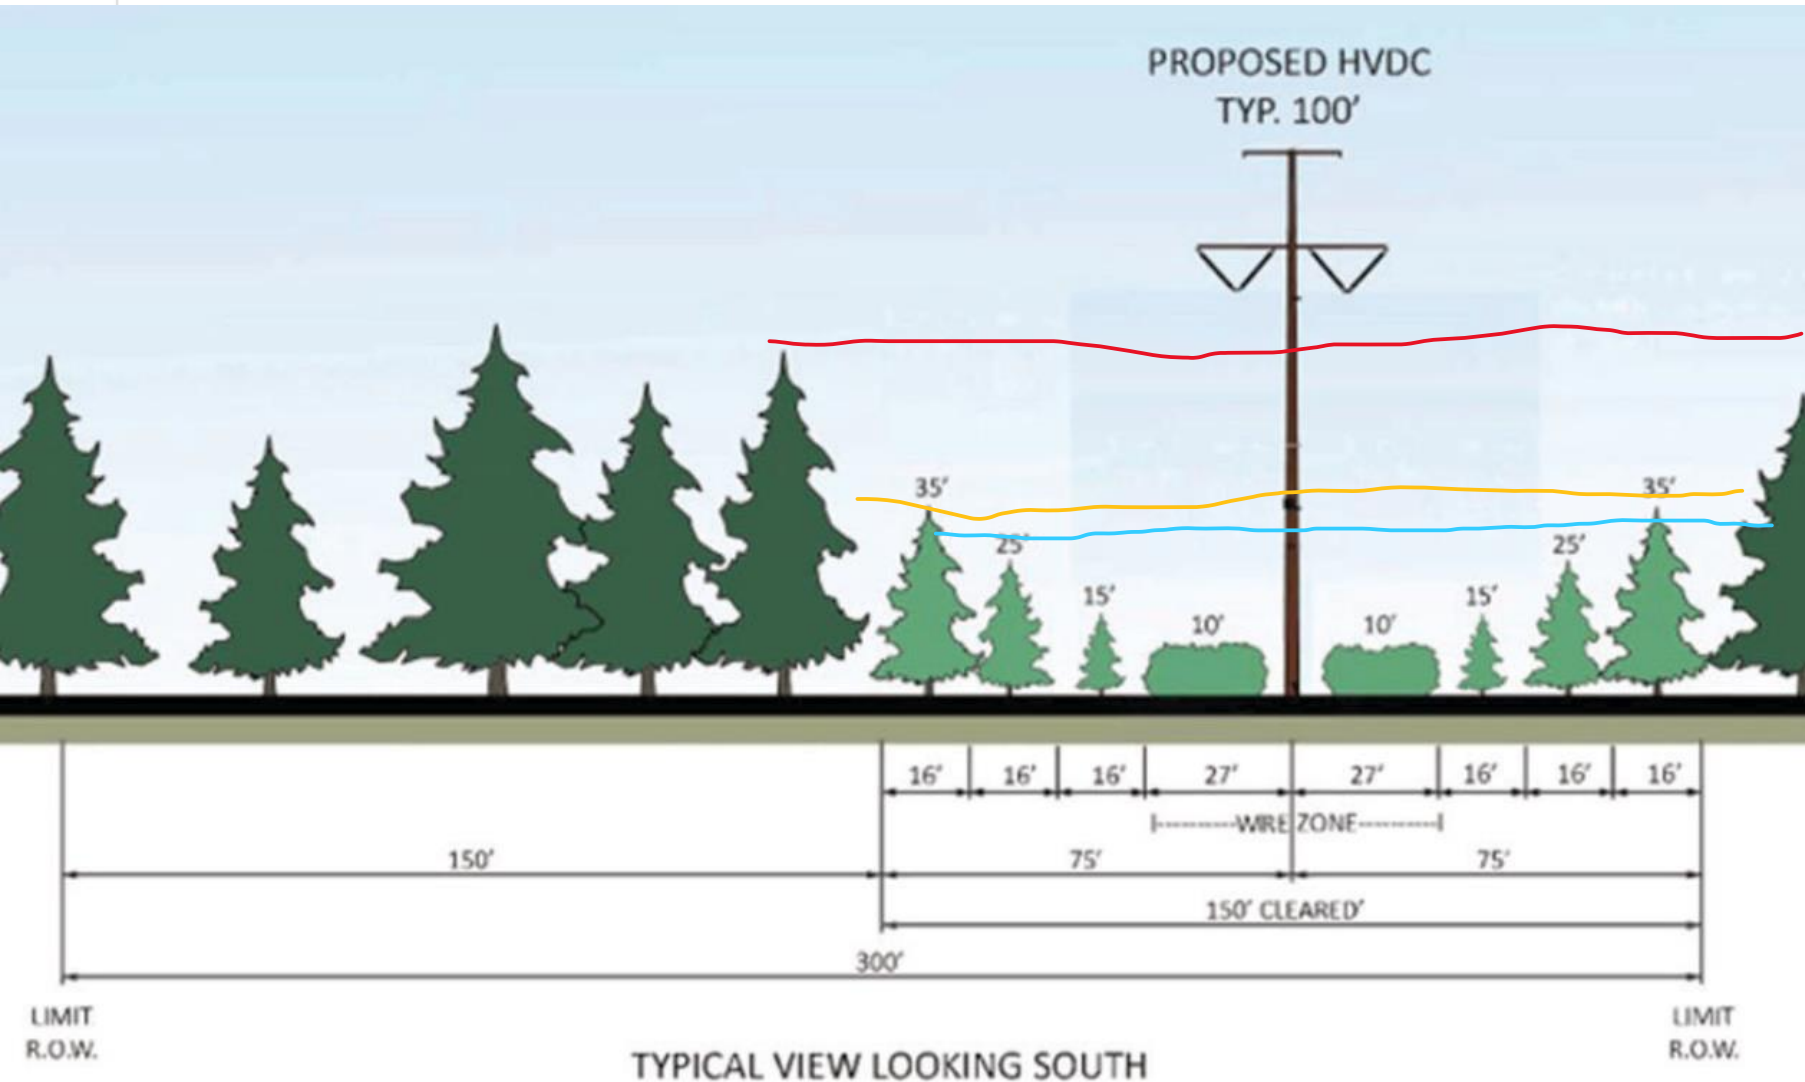 PROPOSED HVDC
TYP. 100'
35'
35'
25'
25'
15'
15'
10'
10'
16'
16'
16'
27'
27'
16'
16'
16'
WIRE ZONE
150'
75'
75'
150' CLEARED'
300'
LIMIT
R.O.W.
LIMIT
R.O.W.
TYPICAL VIEW LOOKING SOUTH